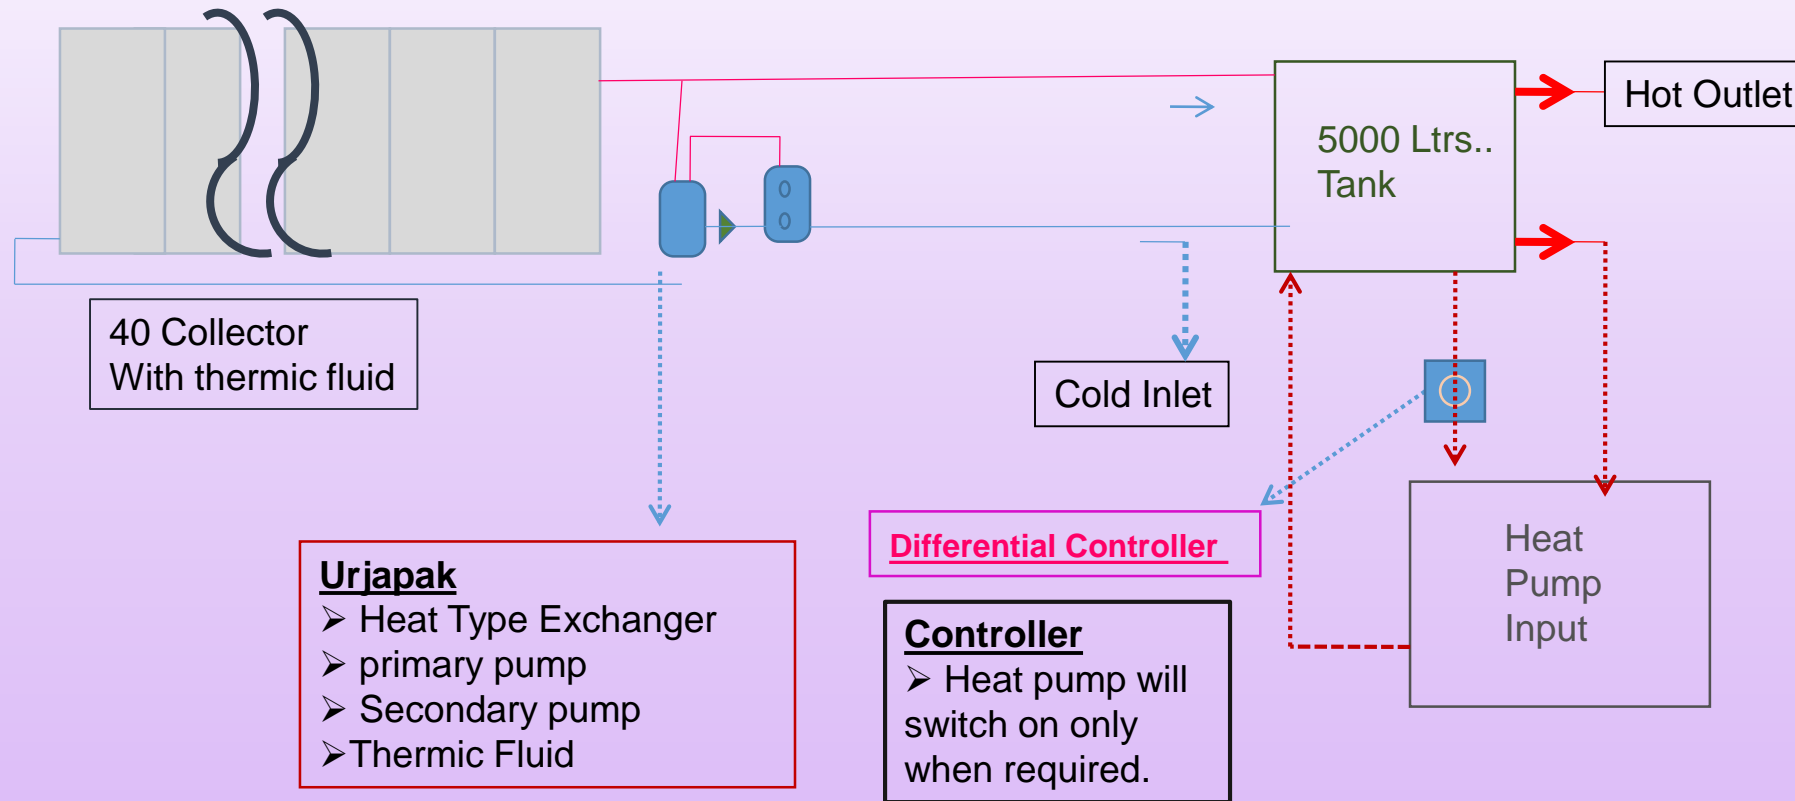 Hot Outlet
5000 Ltrs..
Tank
40 Collector
With thermic fluid
Cold Inlet
Differential Controller
Heat
Pump
Input
Urjapak
➢ Heat Type Exchanger
➢ primary pump
➢ Secondary pump
➢Thermic Fluid
Controller
➢ Heat pump will
switch on only
when required.